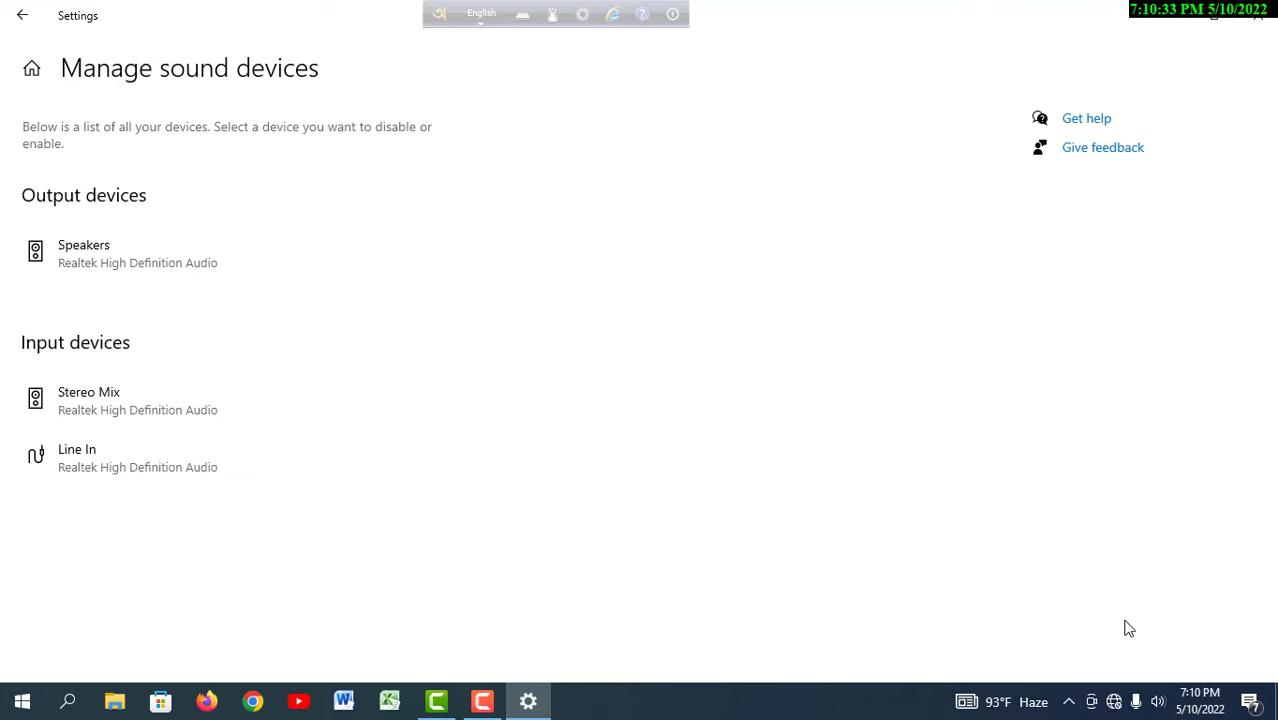 Settings
English
7:10:33 PM 5/10/2022
Manage sound devices
Below is a list of all your devices. Select a device you want to disable or
enable.
Get help
Give feedback
Output devices
Speakers
Realtek High Definition Audio
Input devices
Stereo Mix
Realtek High Definition Audio
Line In
Realtek High Definition Audio
93°F Haze
7:10 PM
5/10/2022
7